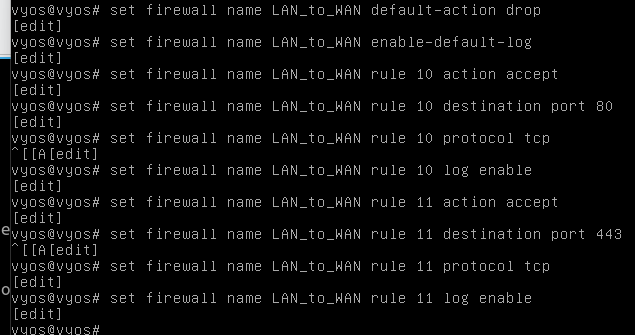 vyos@vyos# set firewall name LAN_to_WAN default-action drop
[edit]
vyos@vyos# set firewall name LAN_to_WAN enable-default-log
[edit]
vyos@vyos# set firewall name LAN_to_WAN rule 10 action accept
[edit]
vyos@vyos# set firewall name LAN_to_WAN rule 10 destination port 80
[edit]
vyos@vyos# set firewall name LAN_to_WAN rule 10 protocol tcp
^[[A[edit]
vyos@vyos# set firewall name LAN_to_WAN rule 10 log enable
[edit]
vyos@vyos# set firewall name LAN_to_WAN rule 11 action accept
[edit]
e
vyos@vyos# set firewall name LAN_to_WAN rule 11 destination port 443
^[[A[edit]
vyos@vyos# set firewall name LAN_to_WAN rule 11 protocol tcp
[edit]
o
vyos@vyos# set firewall name LAN_to_WAN rule 11 log enable
[edit]
vyos@vyos#